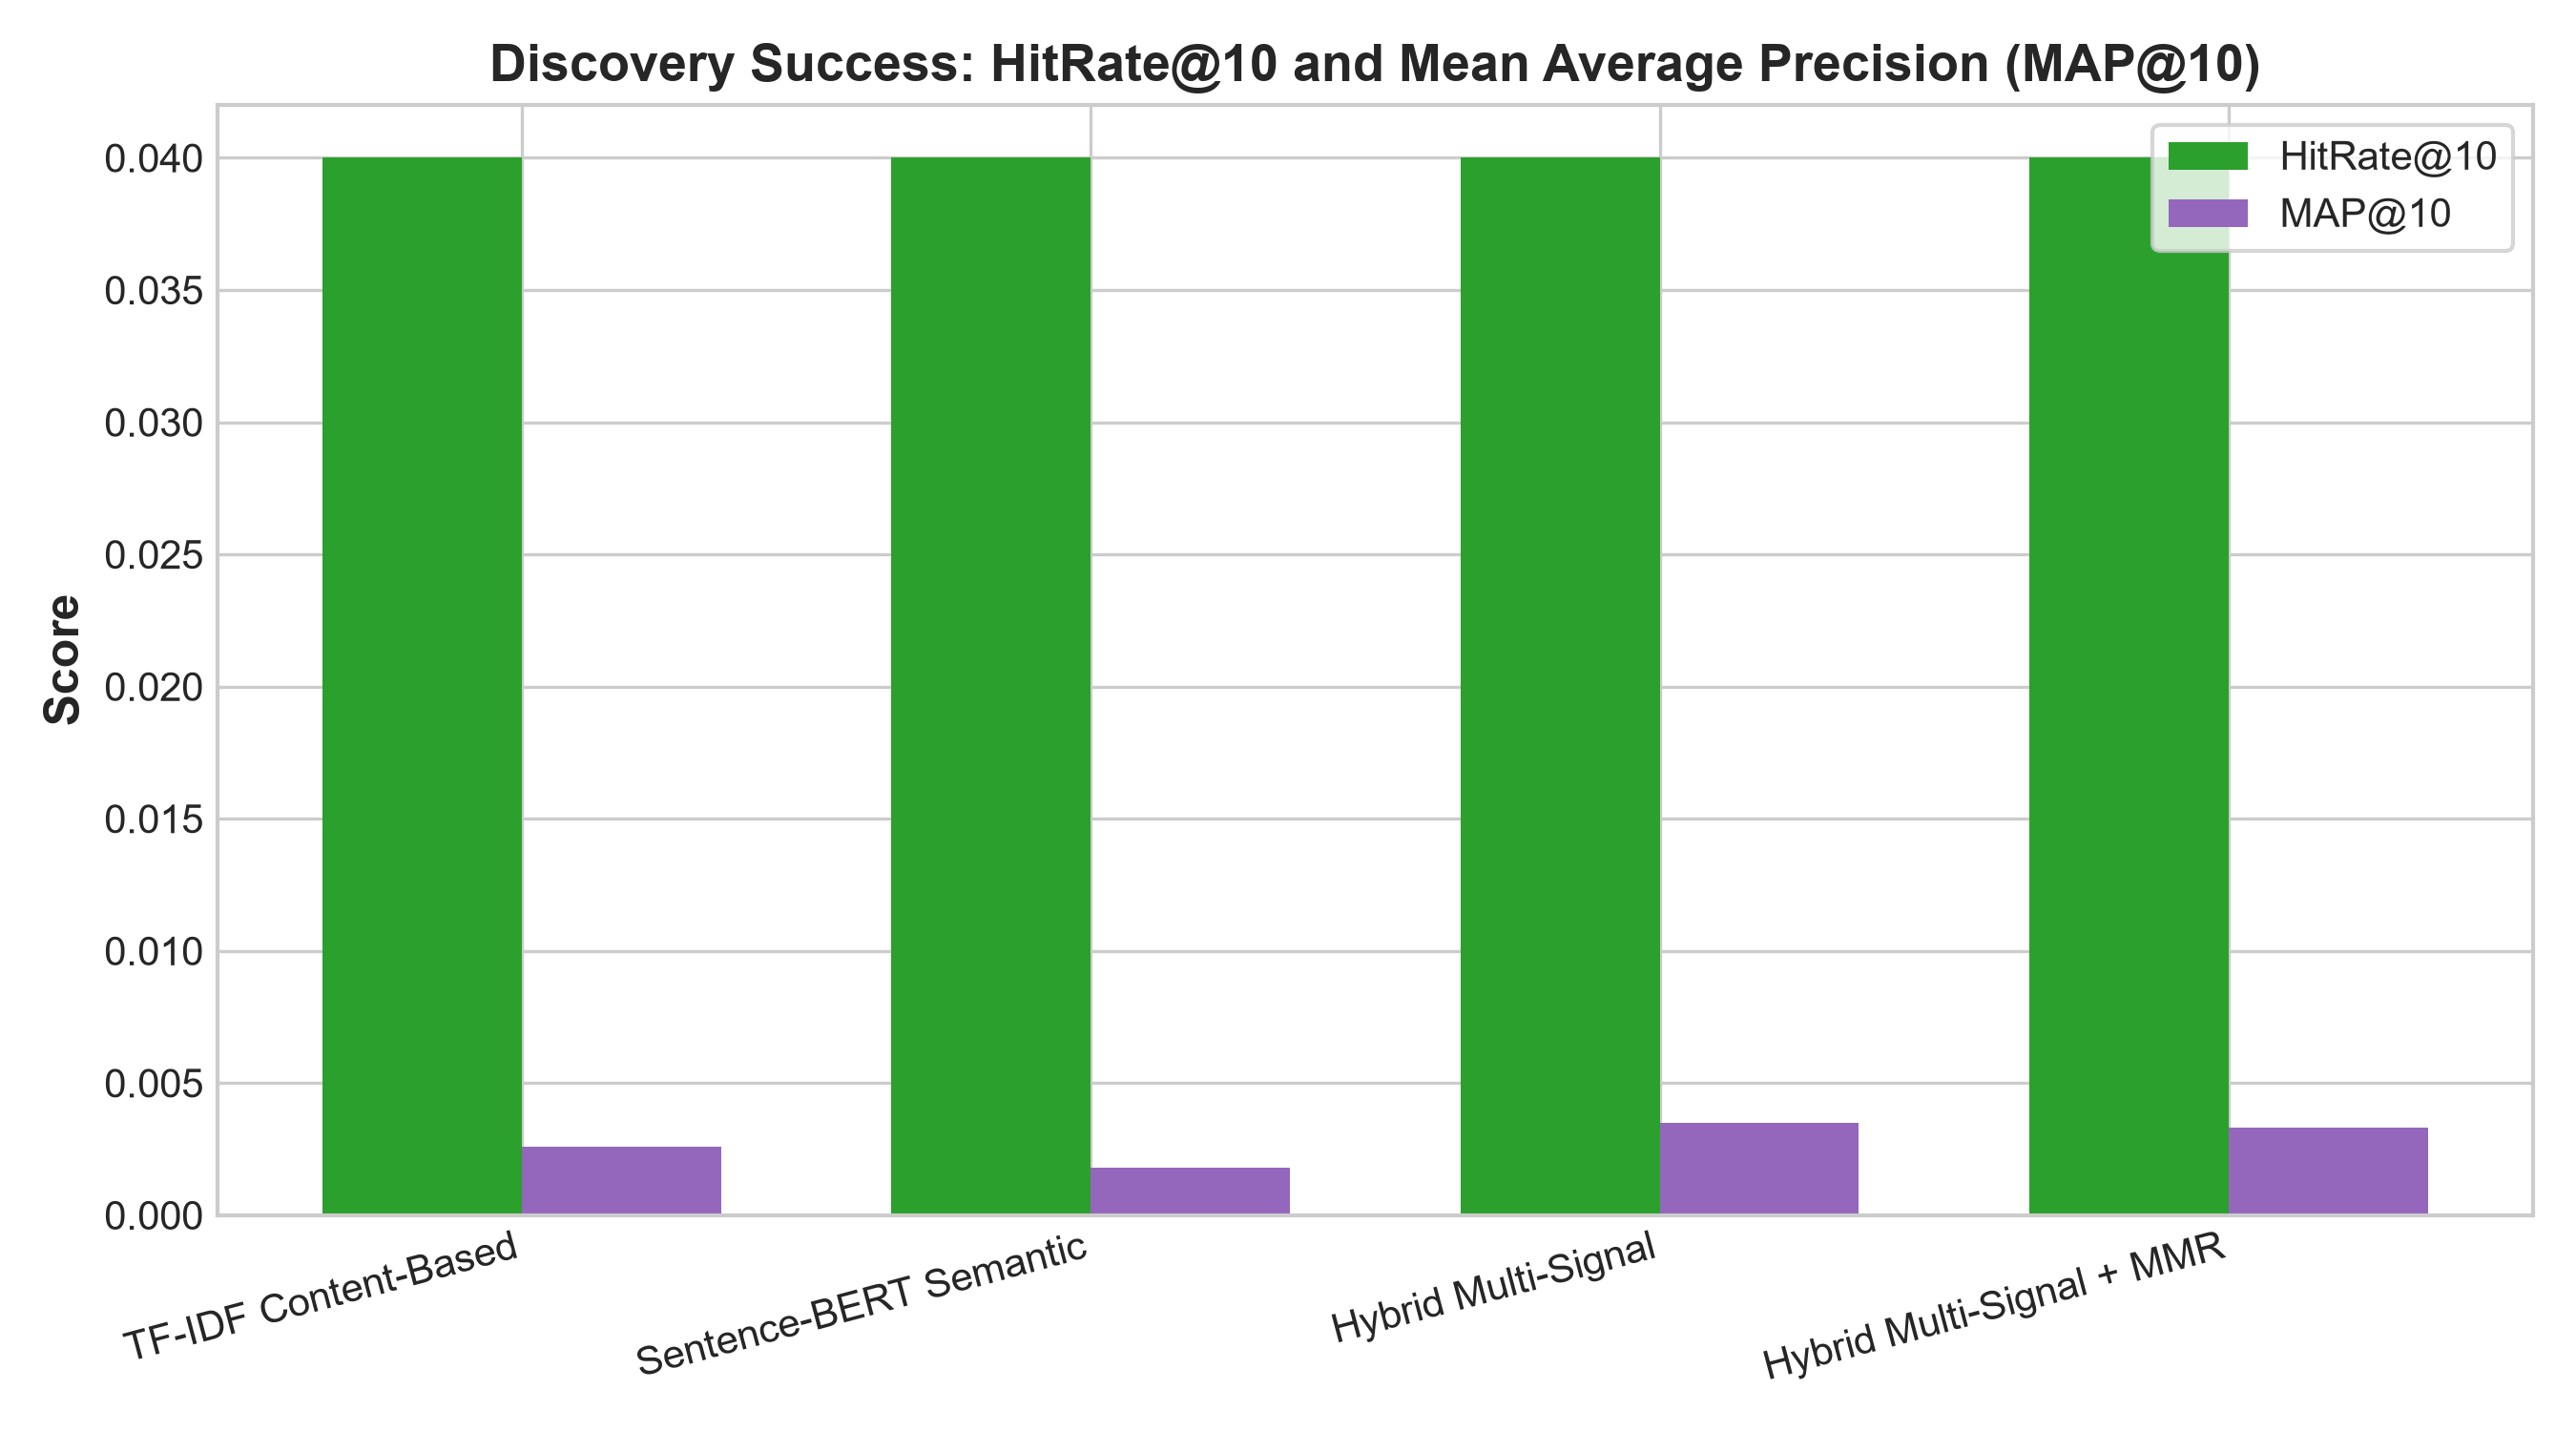 Discovery Success: HitRate@10 and Mean Average Precision (MAP@10)
HitRate@10
MAP@10
Score
0.040
0.035
0.030
0.025
0.020
0.015
0.010
0.005
0.000
TF-IDF Content-Based
Sentence-BERT Semantic
Hybrid Multi-Signal
Hybrid Multi-Signal + MMR